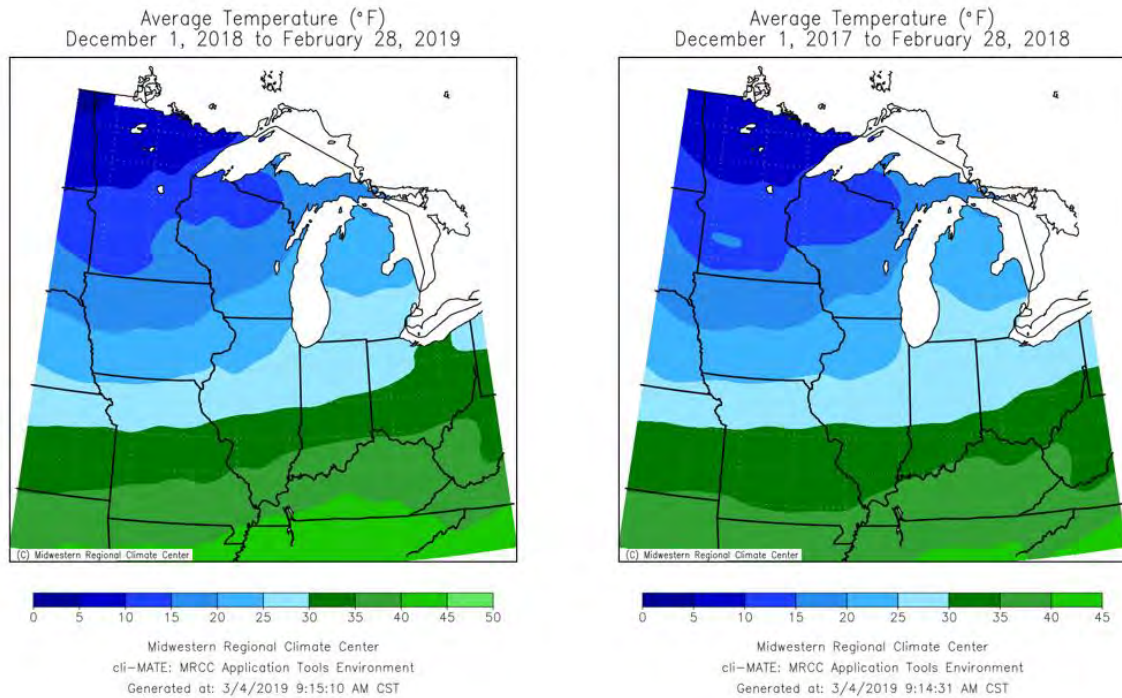 Average Temperature (°F)
December 1, 2018 to February 28, 2019
(C) Midwestern Regional Climate Center
0 5 10 15 20 25 30 35 40 45 50
Midwestern Regional Climate Center
cli-MATE: MRCC Application Tools Environment
Generated at: 3/4/2019 9:15:10 AM CST
Average Temperature (°F)
December 1, 2017 to February 28, 2018
(C) Midwestern Regional Climate Center
0 5 10 15 20 25 30 35 40 45
Midwestern Regional Climate Center
cli-MATE: MRCC Application Tools Environment
Generated at: 3/4/2019 9:14:31 AM CST